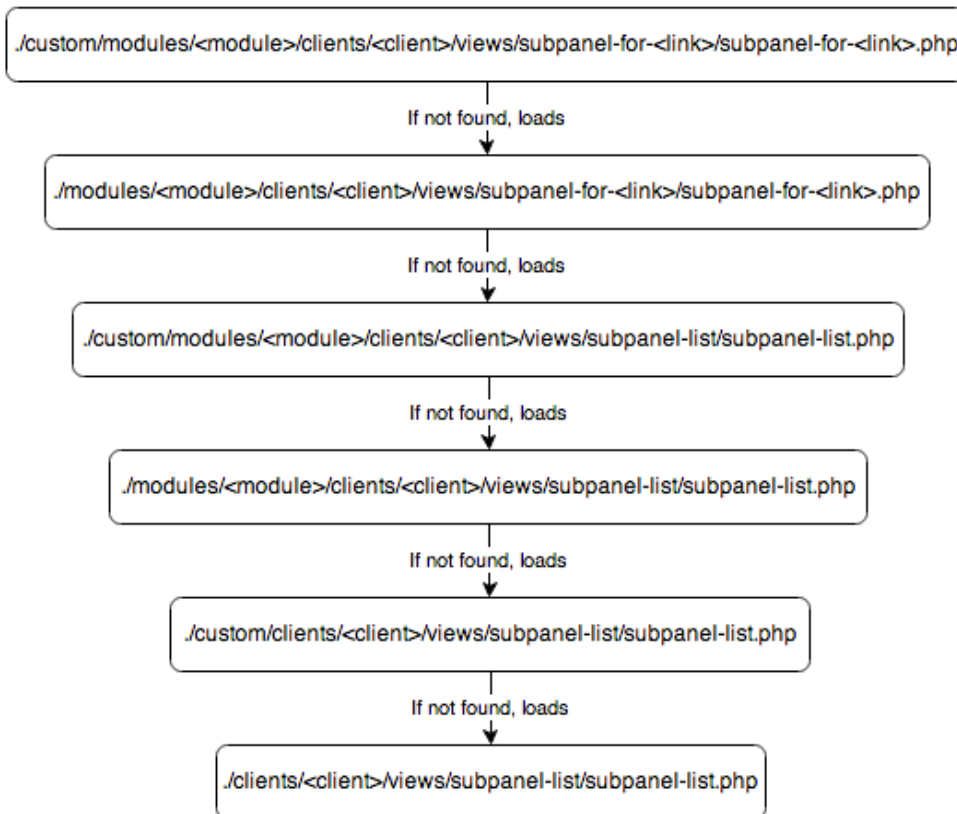 ./custom/modules/<module>/clients/<client>/views/subpanel-for-<link>/subpanel-for-<link>.php
If not found, loads
./modules/<module>/clients/<client>/views/subpanel-for-<link>/subpanel-for-<link>.php
If not found, loads
./custom/modules/<module>/clients/<client>/views/subpanel-list/subpanel-list.php
If not found, loads
./modules/<module>/clients/<client>/views/subpanel-list/subpanel-list.php
If not found, loads
./custom/clients/<client>/views/subpanel-list/subpanel-list.php
If not found, loads
./clients/<client>/views/subpanel-list/subpanel-list.php